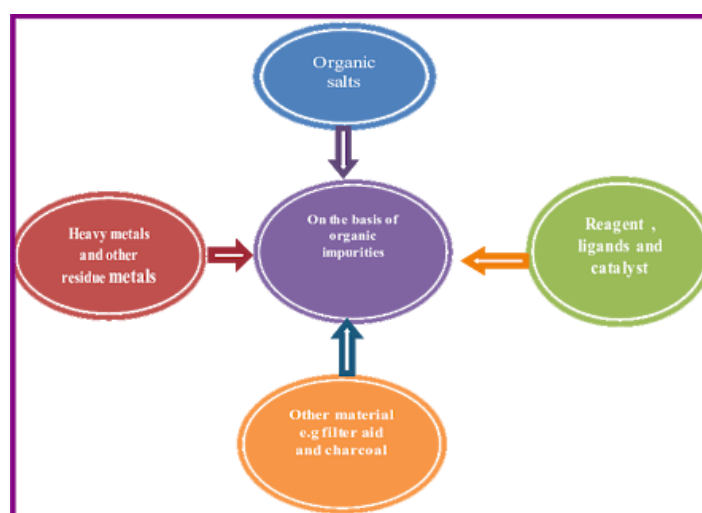 Organic
salts
Heavy metals
and other
residue metals
On the basis of
organic
impurities
Reagent ,
ligands and
catalyst
Other material
e.g filter aid
and charcoal